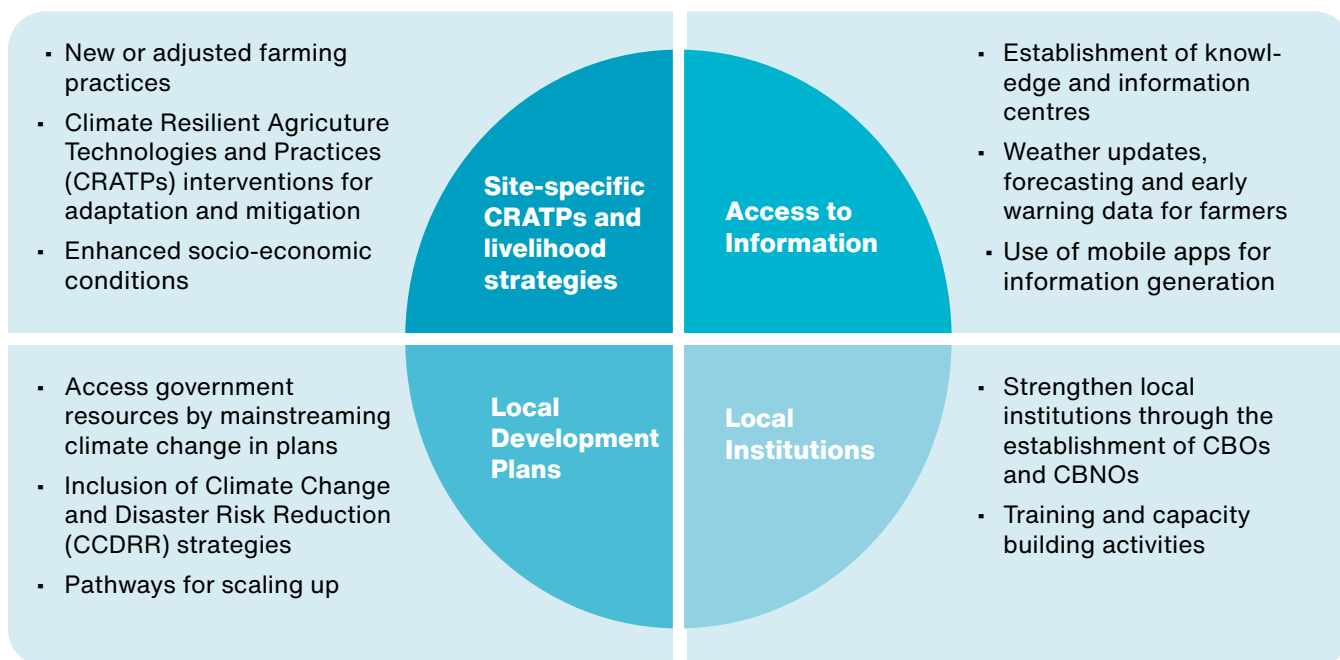 ▪ New or adjusted farming
practices
▪ Climate Resilient Agricuture
Technologies and Practices
(CRATPs) interventions for
adaptation and mitigation
▪ Enhanced socio-economic
conditions
Site-specific
CRATPs and
livelihood
strategies
Access to
Information
▪ Establishment of knowl-
edge and information
centres
▪ Weather updates,
forecasting and early
warning data for farmers
▪ Use of mobile apps for
information generation
▪ Access government
resources by mainstreaming
climate change in plans
▪ Inclusion of Climate Change
and Disaster Risk Reduction
(CCDRR) strategies
▪ Pathways for scaling up
Local
Development
Plans
Local
Institutions
▪ Strengthen local
institutions through the
establishment of CBOs
and CBNOs
▪ Training and capacity
building activities